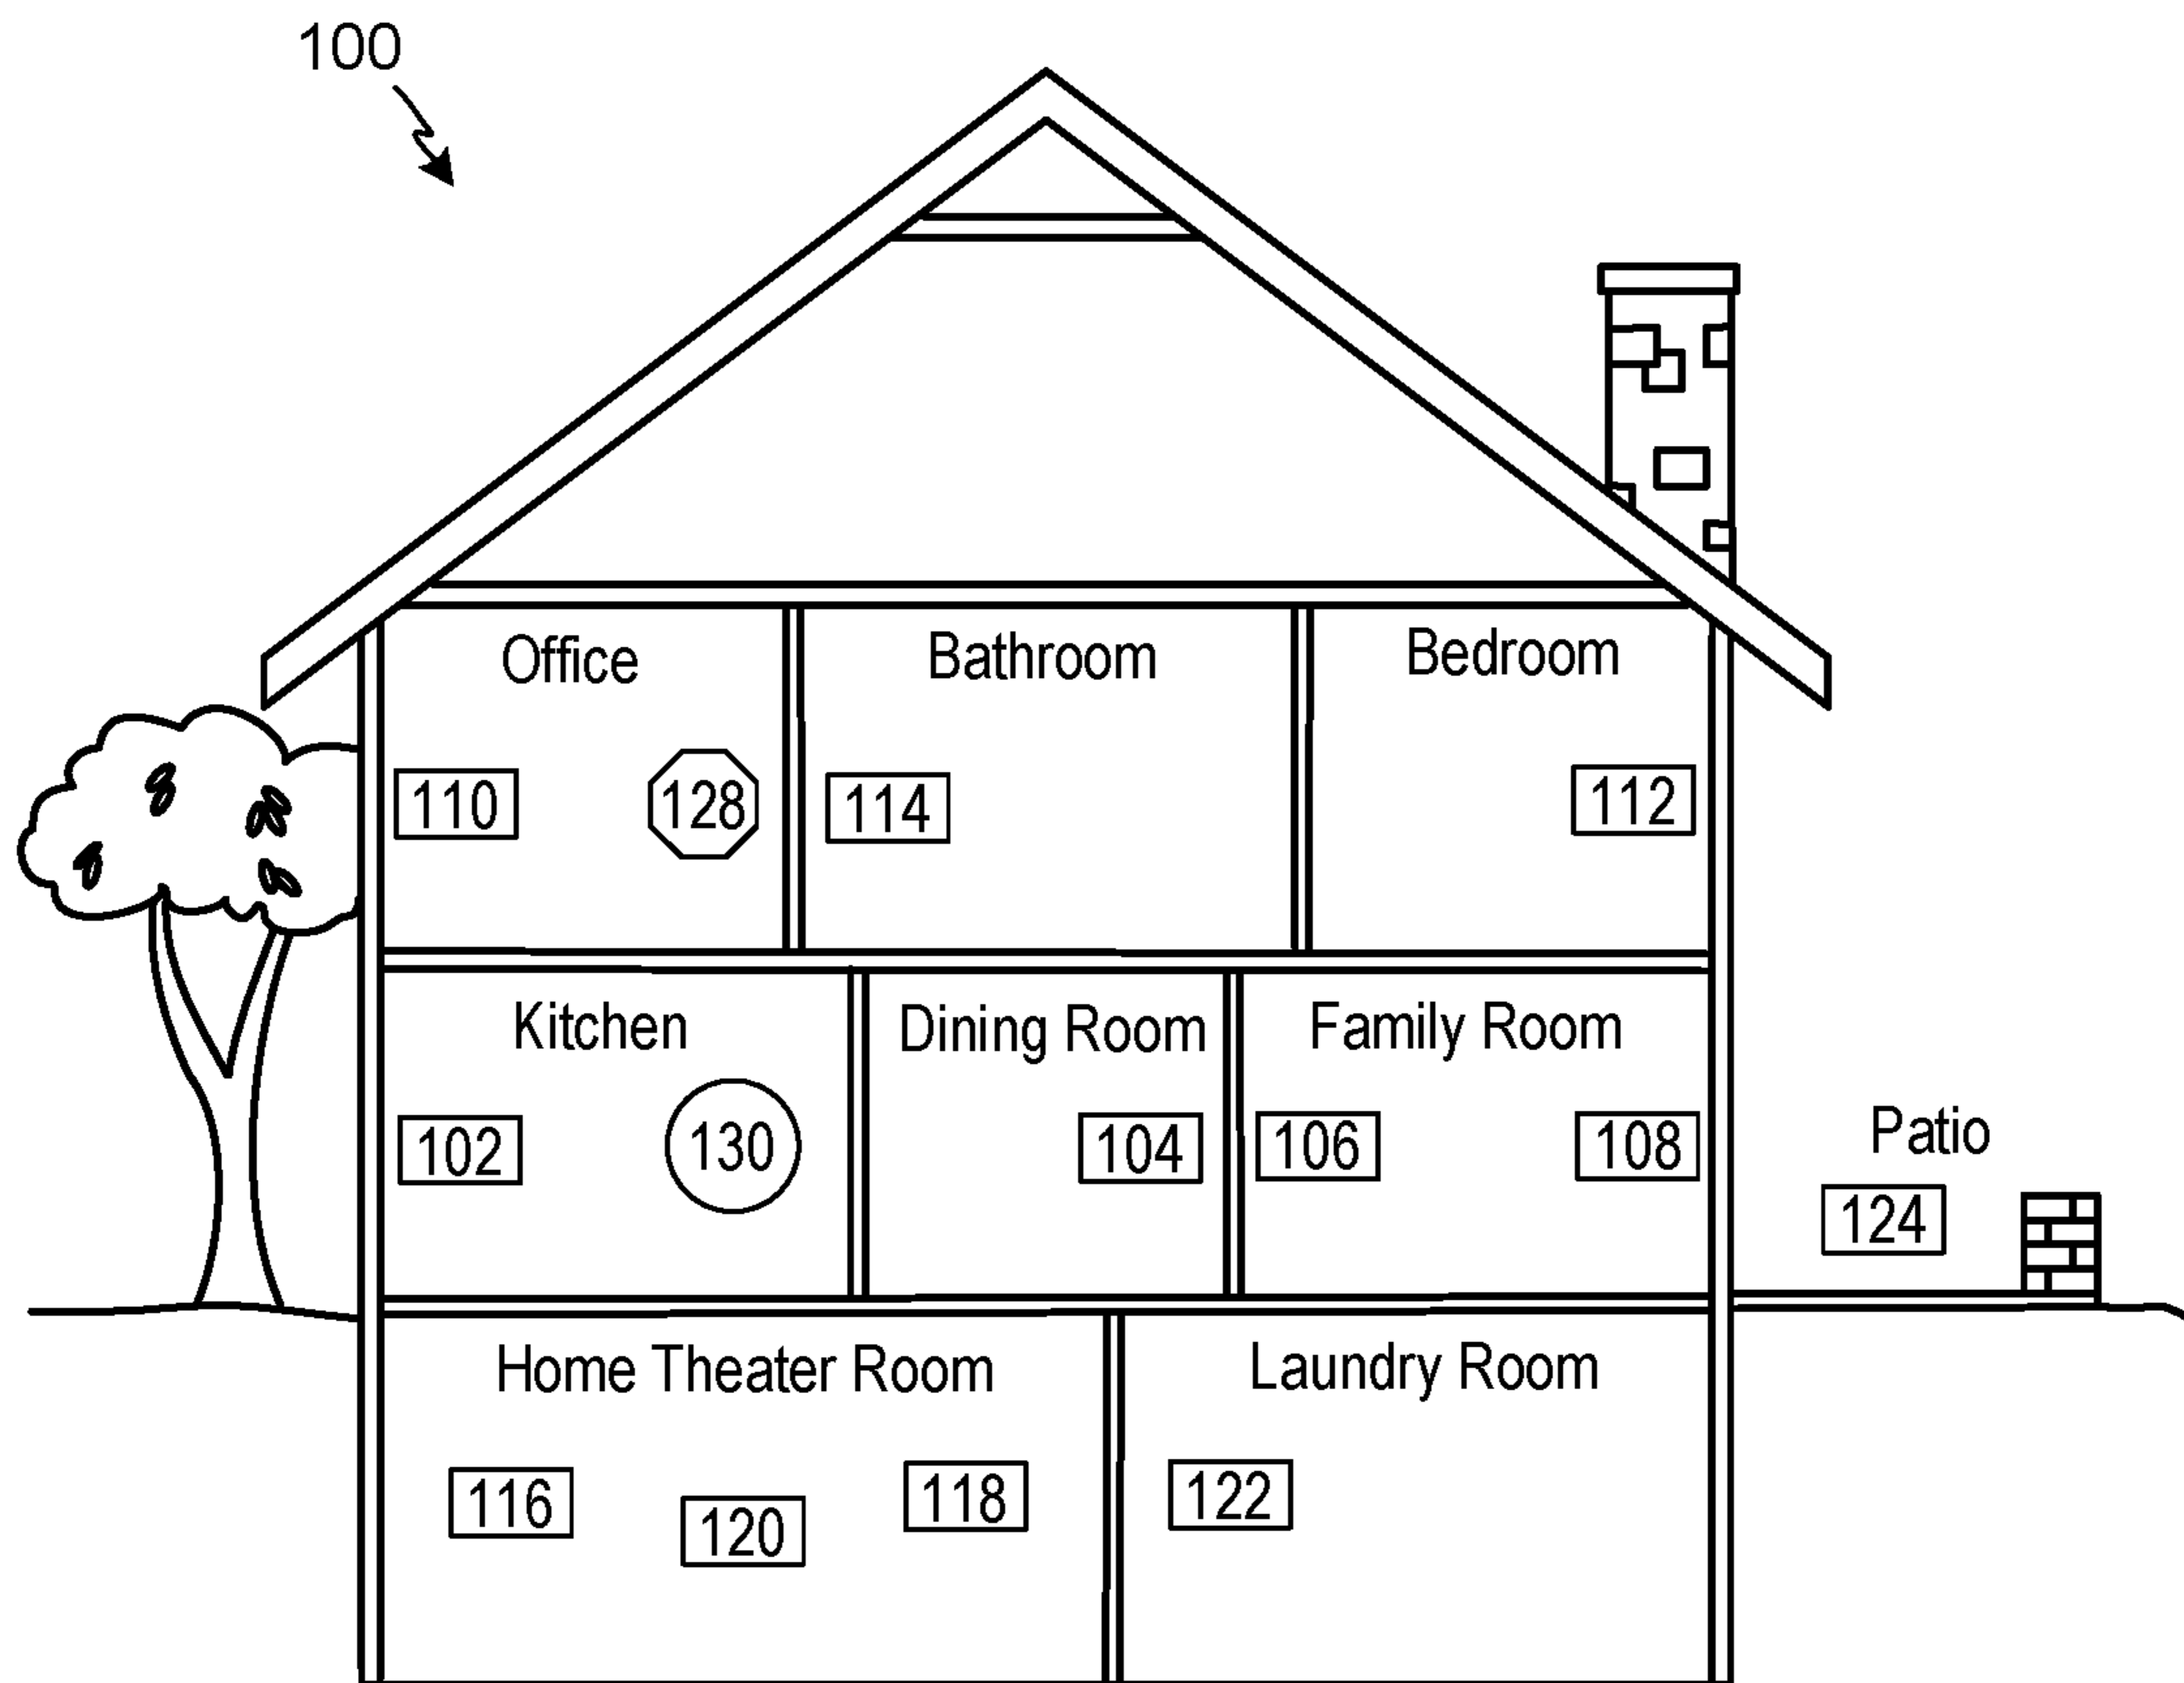 100
Office
Bathroom
Bedroom
110
128
114
112
Kitchen
Dining Room
Family Room
102
130
104
106
108
Patio
124
Home Theater Room
Laundry Room
116
120
118
122